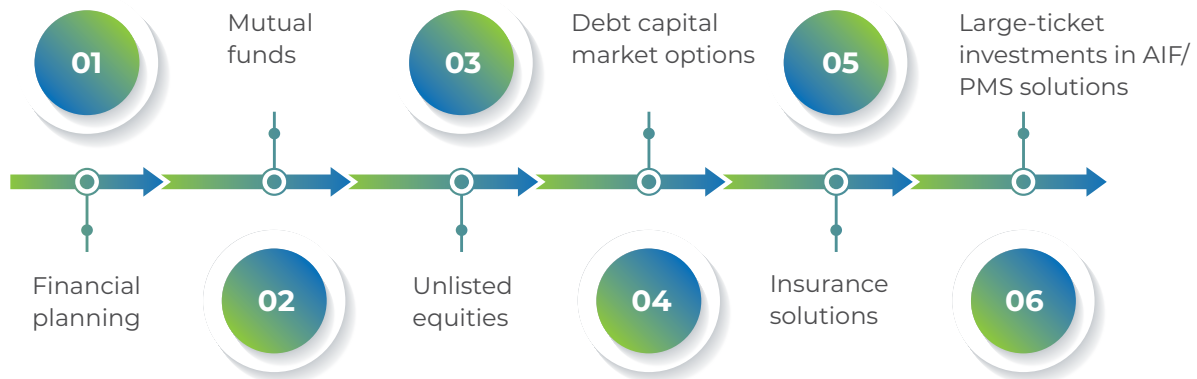 01
Financial
planning
Mutual
funds
02
03
Unlisted
equities
Debt capital
market options
04
05
Insurance
solutions
Large-ticket
investments in AIF/
PMS solutions
06